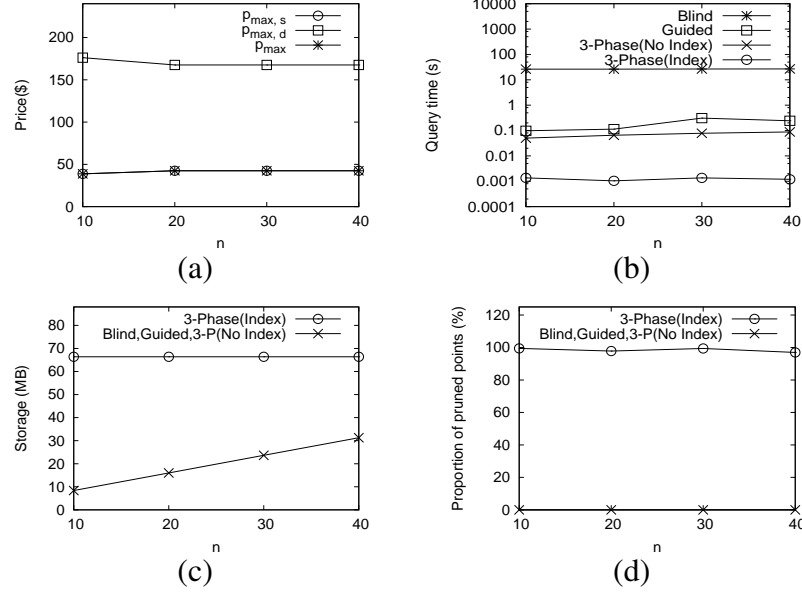 0
50
100
150
200
10
20
30
40
Price($)
n
p_max, s
p_max, d
p_max
(a)
0.0001
0.001
0.01
0.1
1
10
100
1000
10000
10
20
30
40
Query time (s)
n
Blind
Guided
3-Phase(No Index)
3-Phase(Index)
(b)
0
10
20
30
40
50
60
70
80
10
20
30
40
Storage (MB)
n
3-Phase(Index)
Blind,Guided,3-P(No Index)
(c)
0
20
40
60
80
100
120
10
20
30
40
Proportion of pruned points (%)
n
3-Phase(Index)
Blind,Guided,3-P(No Index)
(d)